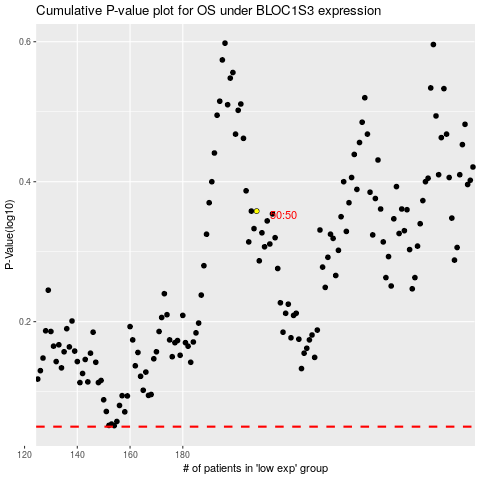 Cumulative P-value plot for OS under BLOC1S3 expression
P-Value(log10)
0.6
0.4
0.2
50:50
120
140
160
180
# of patients in 'low exp' group